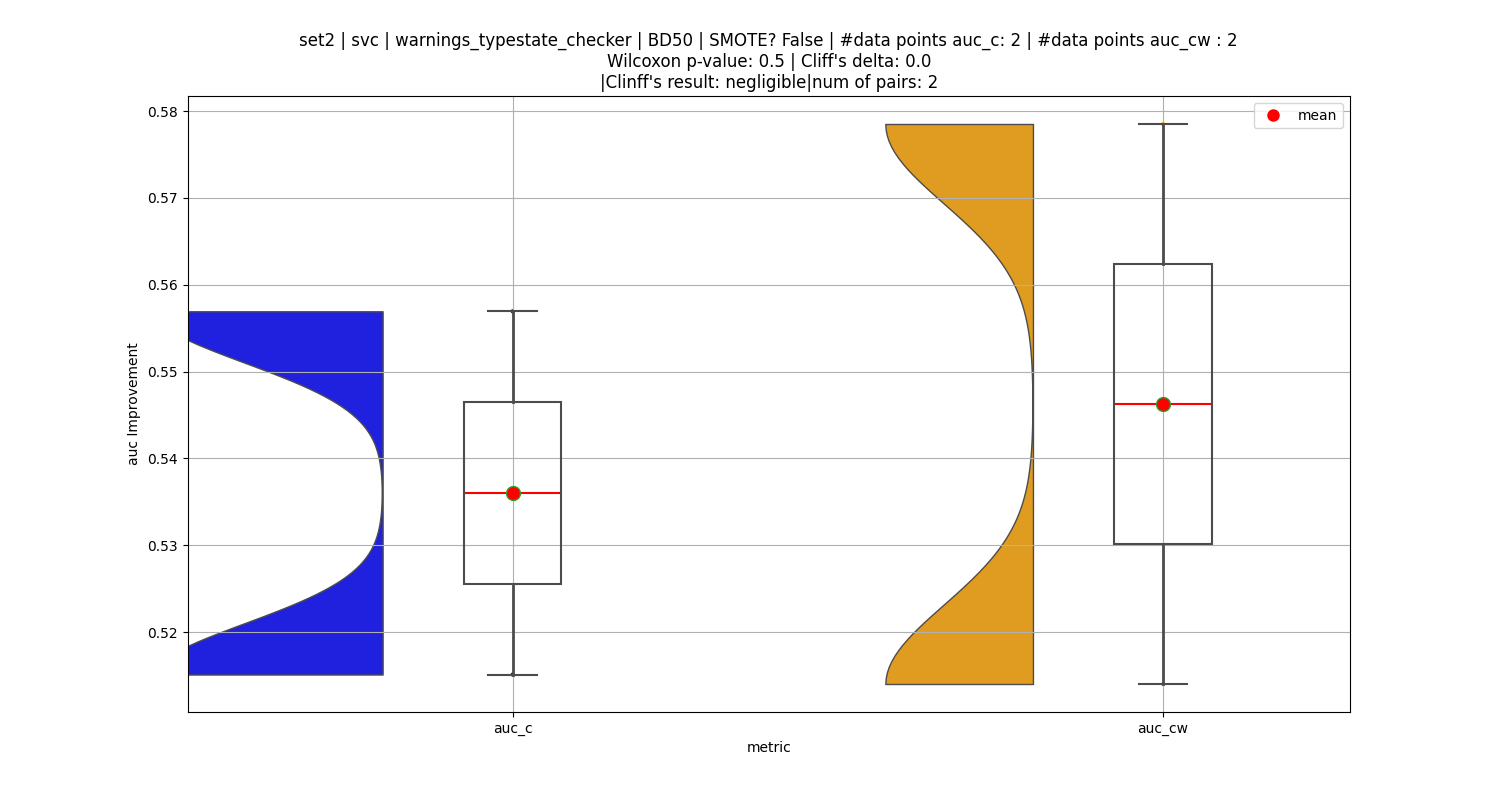 set2 | svc | warnings_typestate_checker | BD50 | SMOTE? False | #data points auc_c: 2 | #data points auc_cw : 2
Wilcoxon p-value: 0.5 | Cliff's delta: 0.0
|Clinff's result: negligible|num of pairs: 2
mean
0.58
0.57
0.56
0.55
0.54
0.53
0.52
auc Improvement
auc_c
auc_cw
metric